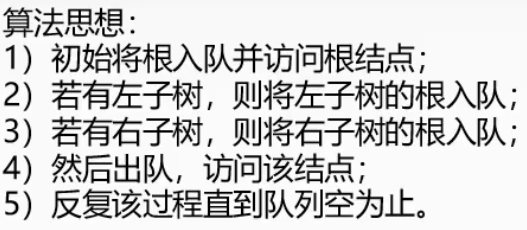 算法思想：
1）初始将根入队并访问根结点；
2）若有左子树，则将左子树的根入队；
3）若有右子树，则将右子树的根入队；
4）然后出队，访问该结点；
5）反复该过程直到队列空为止。